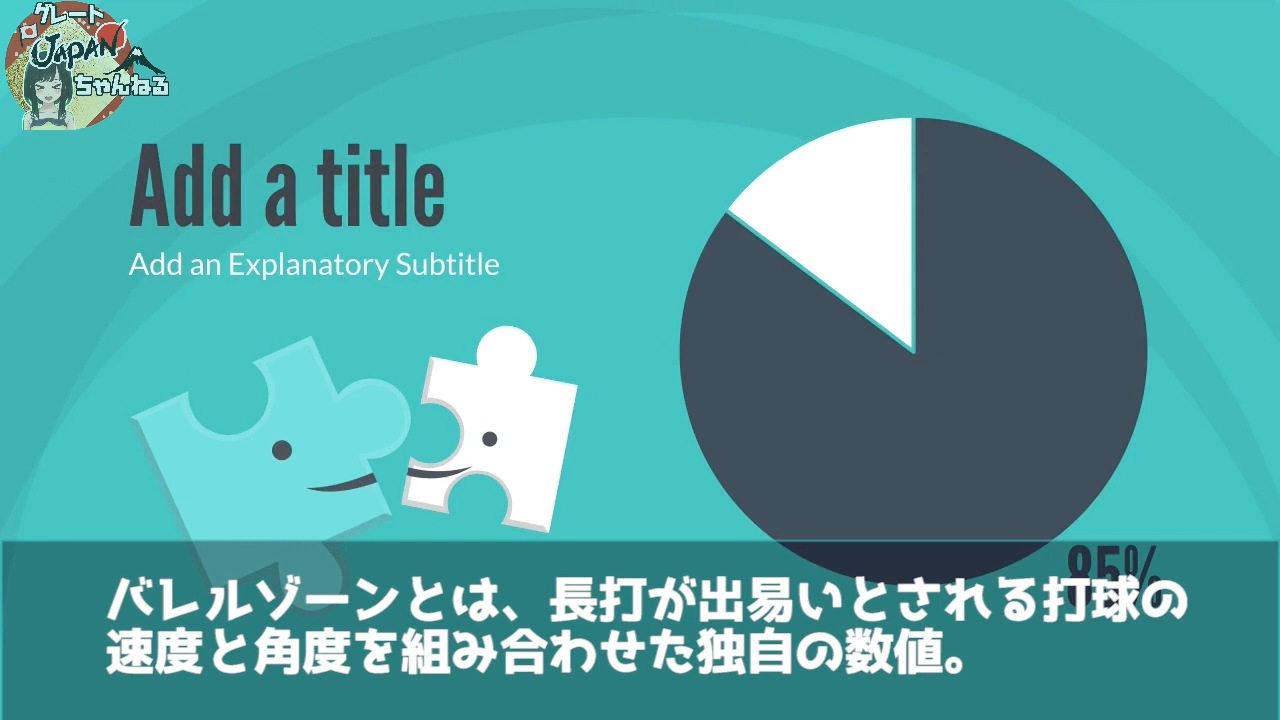 グレート
JAPAN
ちゃんねる
Add a title
Add an Explanatory Subtitle
85%
バレルゾーンとは、長打が出易いとされる打球の
速度と角度を組み合わせた独自の数値。